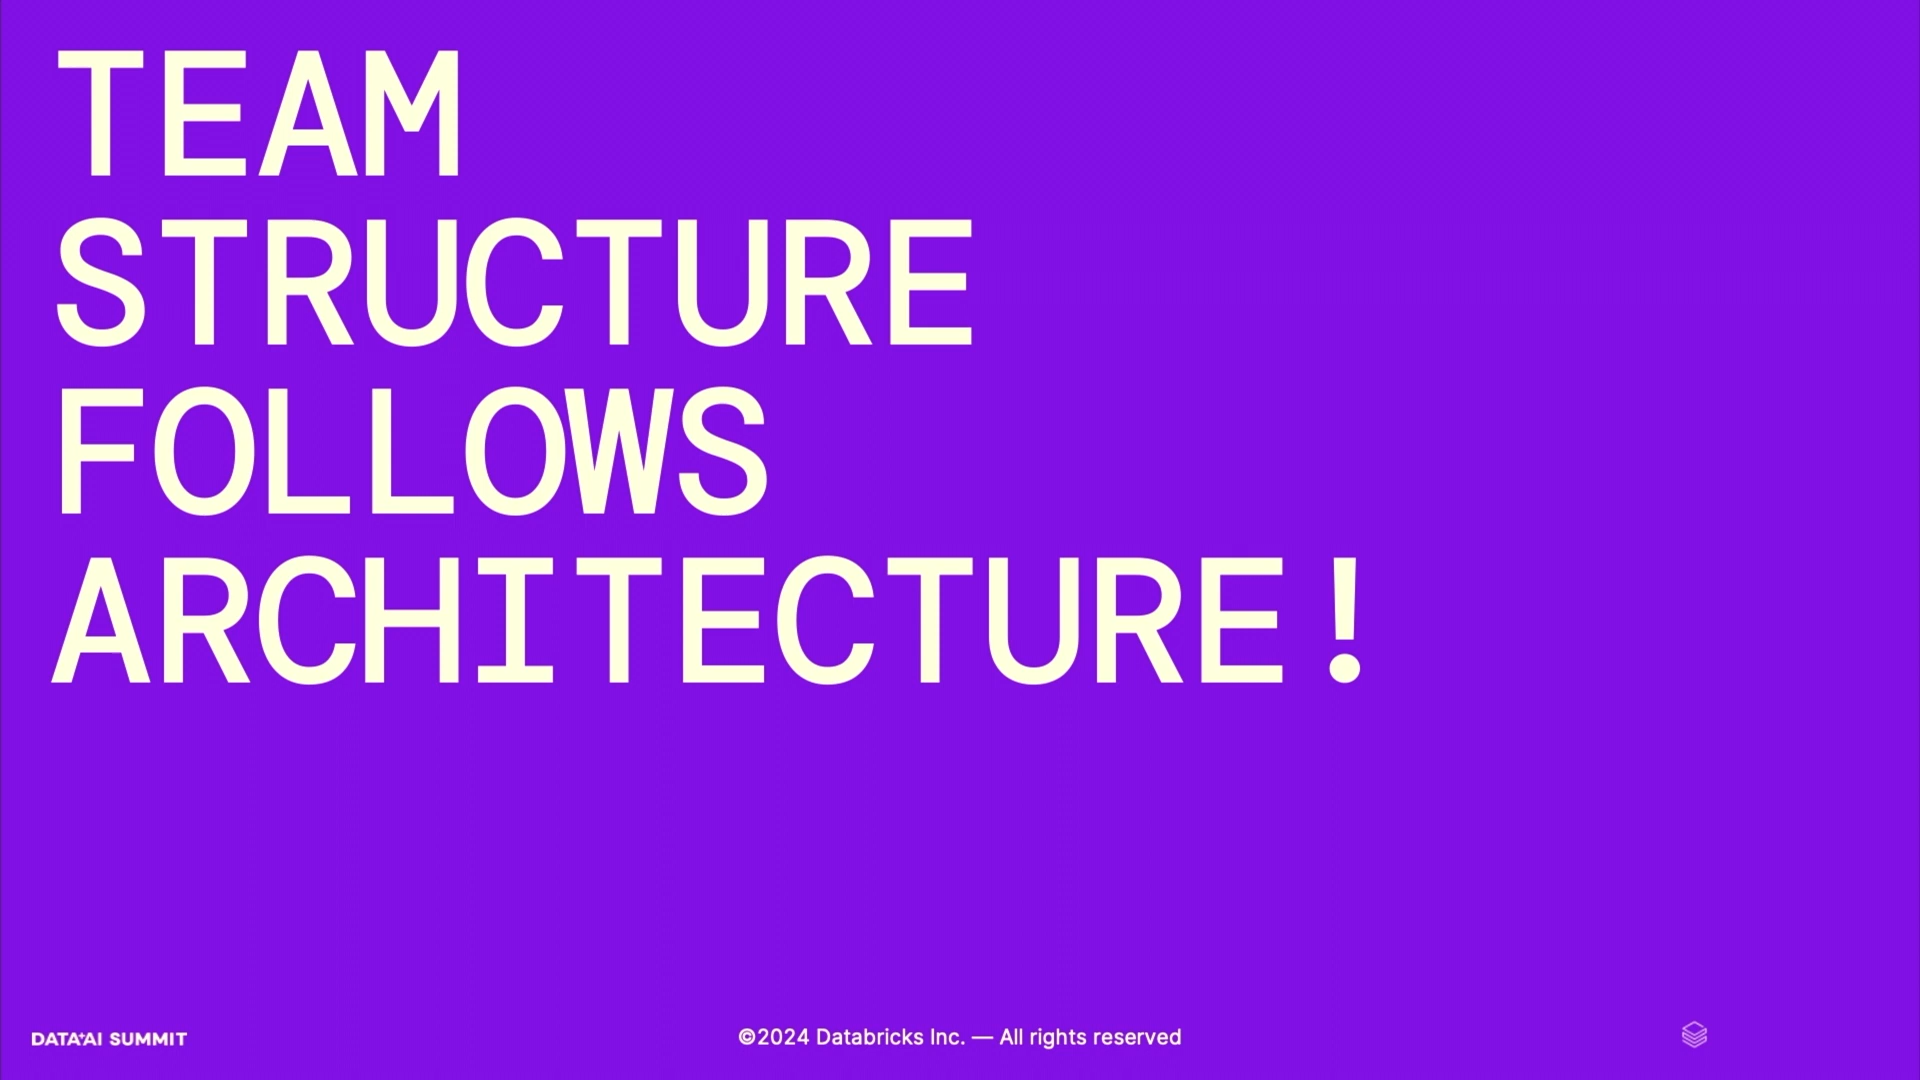 TEAM
STRUCTURE
FOLLOWS
ARCHITECTURE!
DATA+AI SUMMIT
©2024 Databricks Inc. — All rights reserved